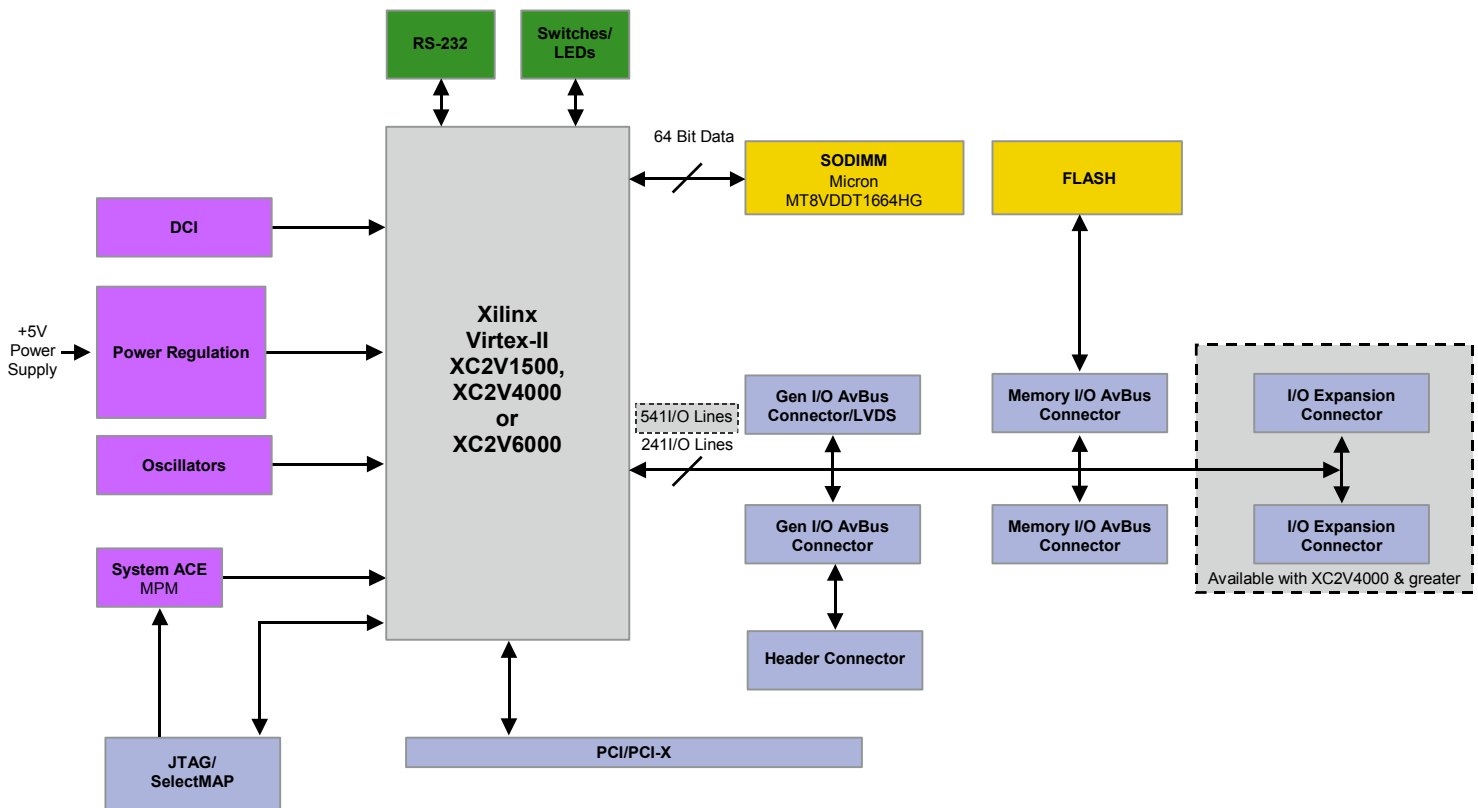 RS-232
Switches/
LEDs
64 Bit Data
SODIMM
Micron
MT8VDDT1664HG
FLASH
DCI
+5V
Power
Supply
Power Regulation
Xilinx
Virtex-II
XC2V1500,
XC2V4000
or
XC2V6000
Gen I/O AvBus
Connector/LVDS
Memory I/O AvBus
Connector
I/O Expansion
Connector
541I/O Lines
241I/O Lines
Oscillators
Gen I/O AvBus
Connector
Memory I/O AvBus
Connector
I/O Expansion
Connector
Available with XC2V4000 & greater
System ACE
MPM
Header Connector
JTAG/
SelectMAP
PCI/PCI-X